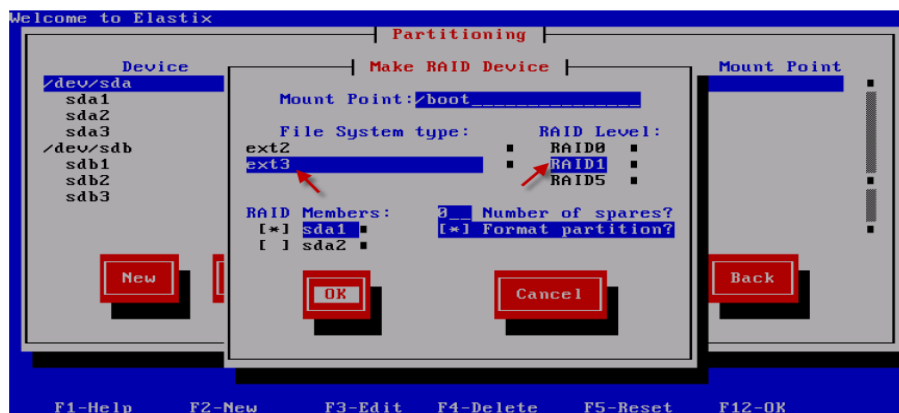 Welcome to Elastix
Partitioning
Device Make RAID Device Mount Point
/dev/sda
sda1 Mount Point:/boot_______________
sda2
sda3 File System type: RAID Level:
/dev/sdb ext2 RAID0
sdb1 ext3 RAID1
sdb2 RAID5
sdb3
RAID Members: 0__ Number of spares?
[*] sda1 [*] Format partition?
[ ] sda2
New OK Cancel Back
F1-Help F2-New F3-Edit F4-Delete F5-Reset F12-OK